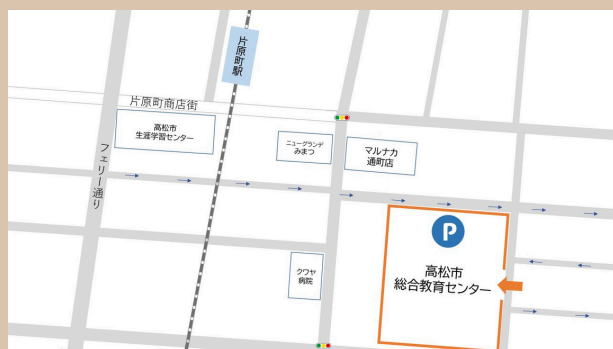 片原町駅
片原町商店街
高松市
生涯学習センター
ニューグランデ
みまつ
マルナカ
通町店
フェリー通り
P
高松市
総合教育センター
クワヤ
病院